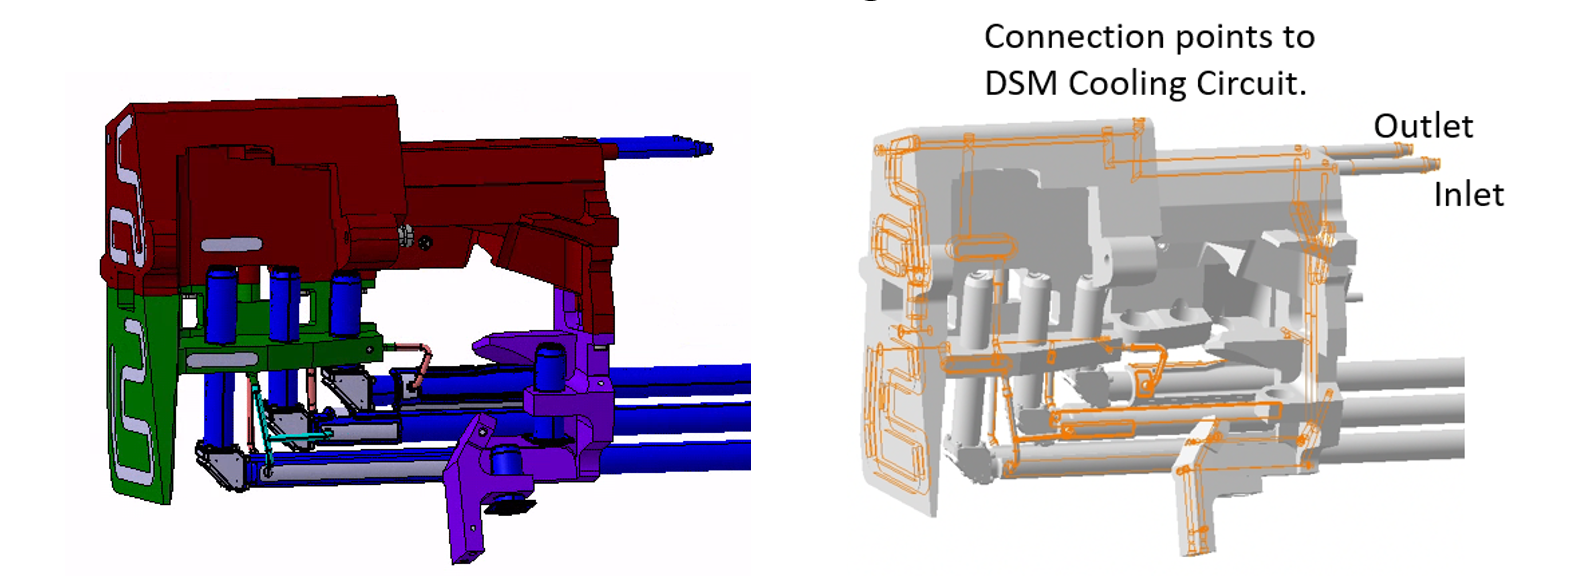 Connection points to
DSM Cooling Circuit.
Outlet
Inlet